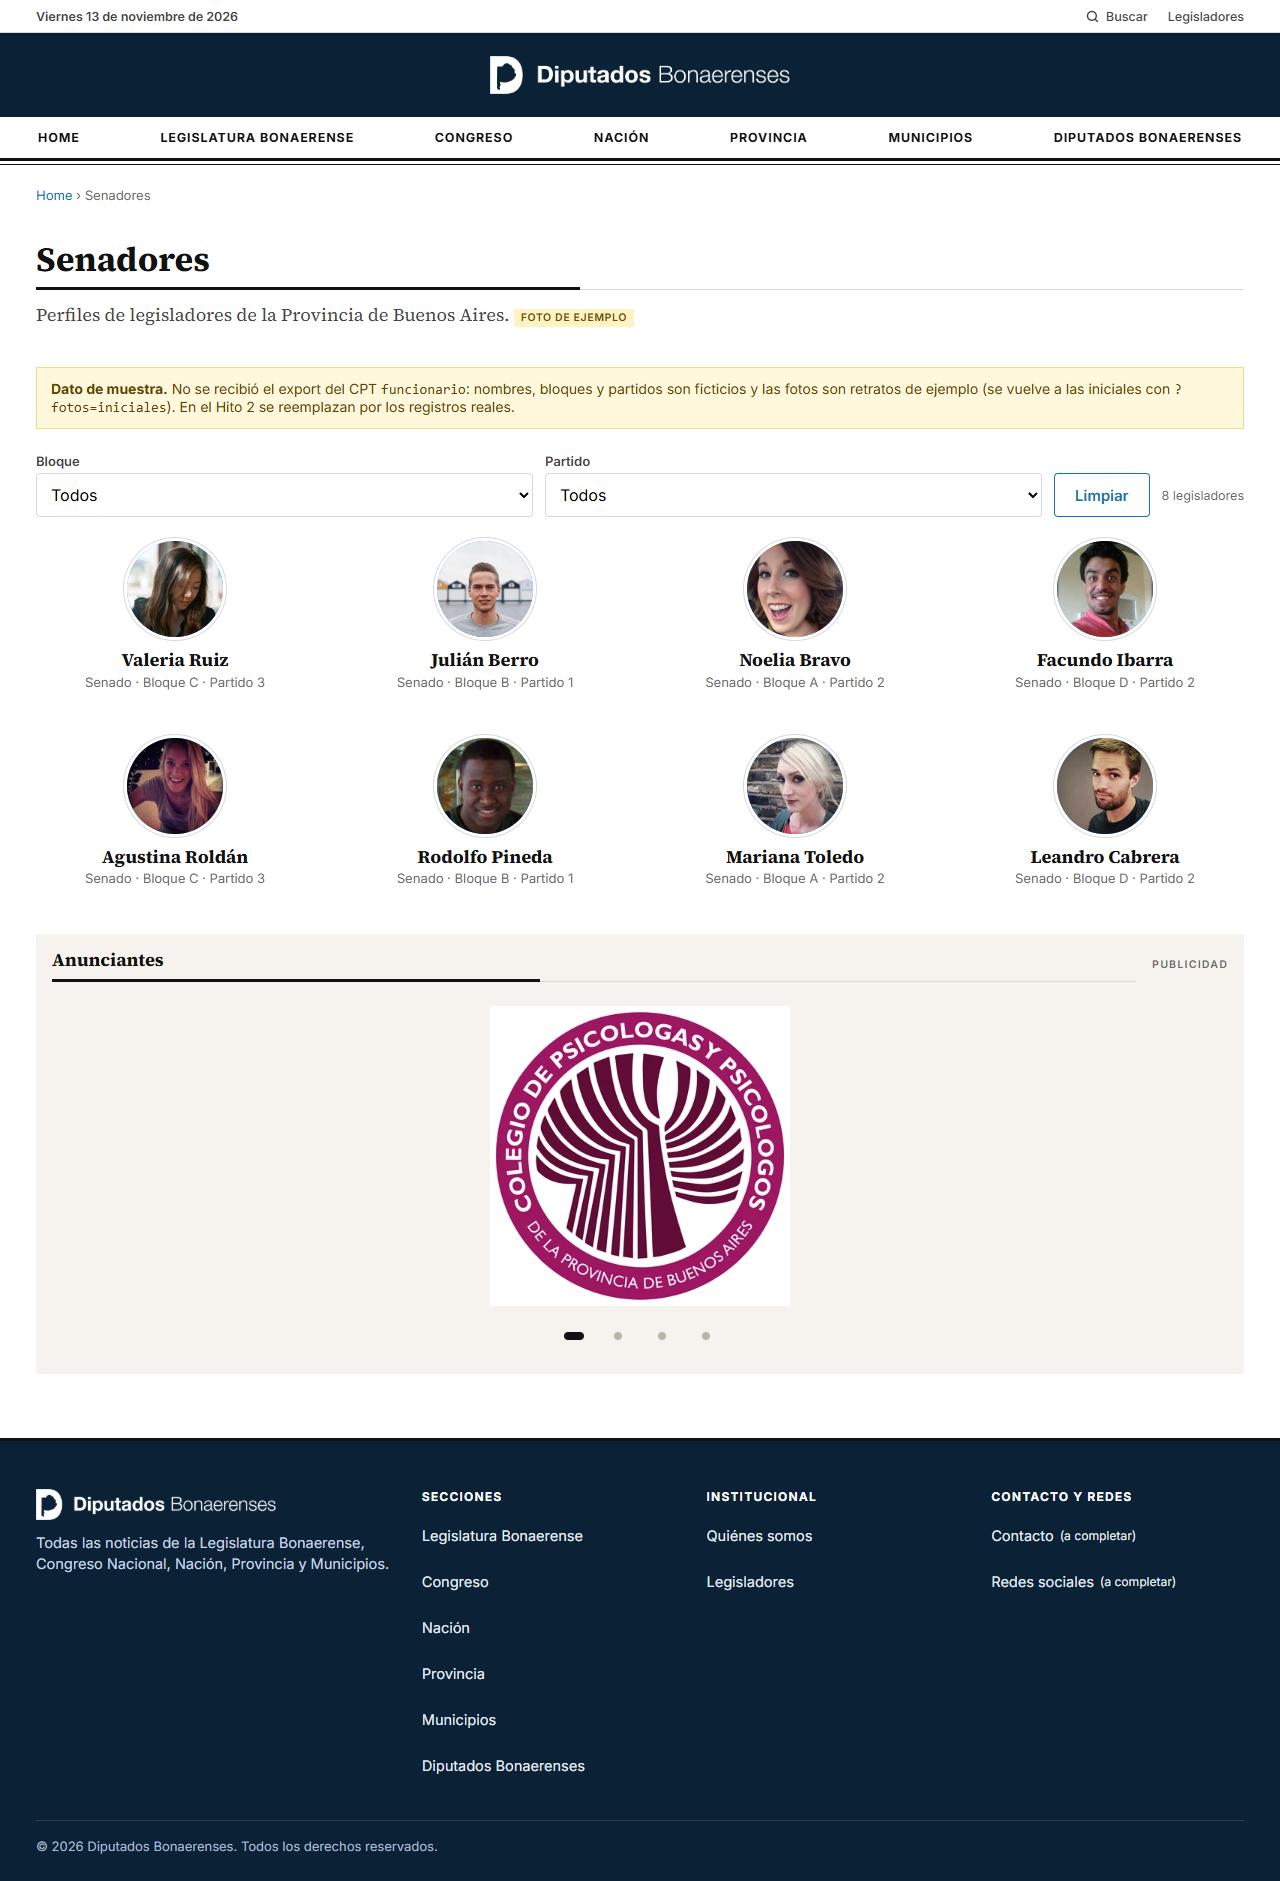 Viernes 13 de noviembre de 2026
Buscar
Legisladores
Diputados Bonaerenses
HOME
LEGISLATURA BONAERENSE
CONGRESO
NACIÓN
PROVINCIA
MUNICIPIOS
DIPUTADOS BONAERENSES
Home › Senadores
Senadores
Perfiles de legisladores de la Provincia de Buenos Aires. FOTO DE EJEMPLO
Dato de muestra. No se recibió el export del CPT funcionario: nombres, bloques y partidos son ficticios y las fotos son retratos de ejemplo (se vuelve a las iniciales con ?
fotos=iniciales). En el Hito 2 se reemplazan por los registros reales.
Bloque
Todos
Partido
Todos
Limpiar
8 legisladores
Valeria Ruiz
Senado · Bloque C · Partido 3
Julián Berro
Senado · Bloque B · Partido 1
Noelia Bravo
Senado · Bloque A · Partido 2
Facundo Ibarra
Senado · Bloque D · Partido 2
Agustina Roldán
Senado · Bloque C · Partido 3
Rodolfo Pineda
Senado · Bloque B · Partido 1
Mariana Toledo
Senado · Bloque A · Partido 2
Leandro Cabrera
Senado · Bloque D · Partido 2
Anunciantes
PUBLICIDAD
COLEGIO DE PSICOLOGAS Y PSICOLOGOS
DE LA PROVINCIA DE BUENOS AIRES
Diputados Bonaerenses
Todas las noticias de la Legislatura Bonaerense,
Congreso Nacional, Nación, Provincia y Municipios.
SECCIONES
Legislatura Bonaerense
Congreso
Nación
Provincia
Municipios
Diputados Bonaerenses
INSTITUCIONAL
Quiénes somos
Legisladores
CONTACTO Y REDES
Contacto (a completar)
Redes sociales (a completar)
© 2026 Diputados Bonaerenses. Todos los derechos reservados.